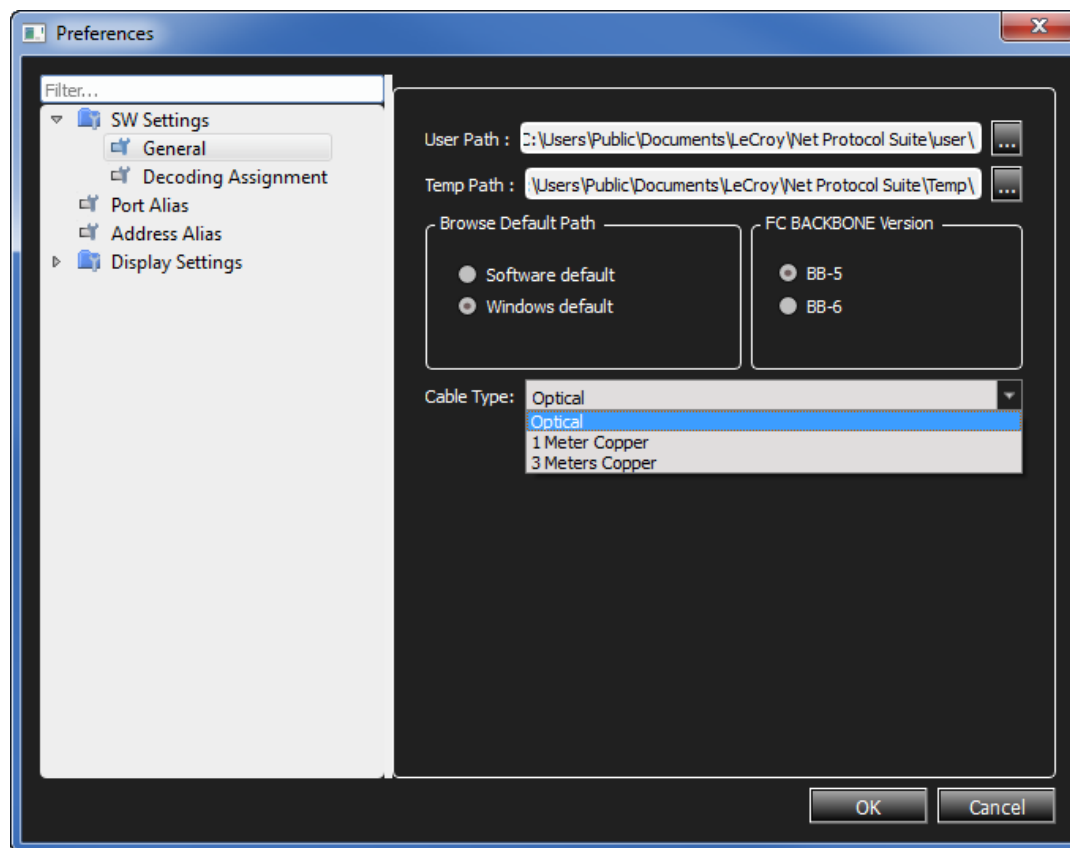 Preferences
Filter...
SW Settings
General
Decoding Assignment
Port Alias
Address Alias
Display Settings
User Path : C:\Users\Public\Documents\LeCroy\Net Protocol Suite\user\ ...
Temp Path : \Users\Public\Documents\LeCroy\Net Protocol Suite\Temp\ ...
Browse Default Path
Software default
Windows default
FC BACKBONE Version
BB-5
BB-6
Cable Type: Optical
Optical
1 Meter Copper
3 Meters Copper
OK Cancel